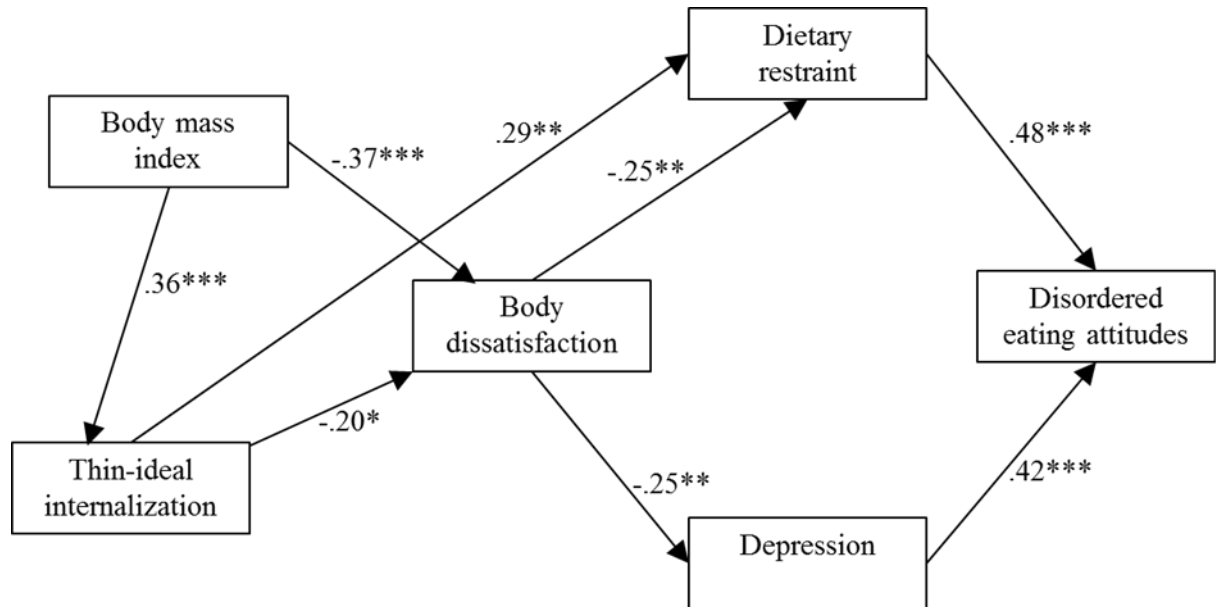 Dietary
restraint
Body mass
index
.29**
.48***
-.37***
-.25**
.36***
Body
dissatisfaction
Disordered
eating attitudes
-.20*
Thin-ideal
internalization
-.25**
.42***
Depression